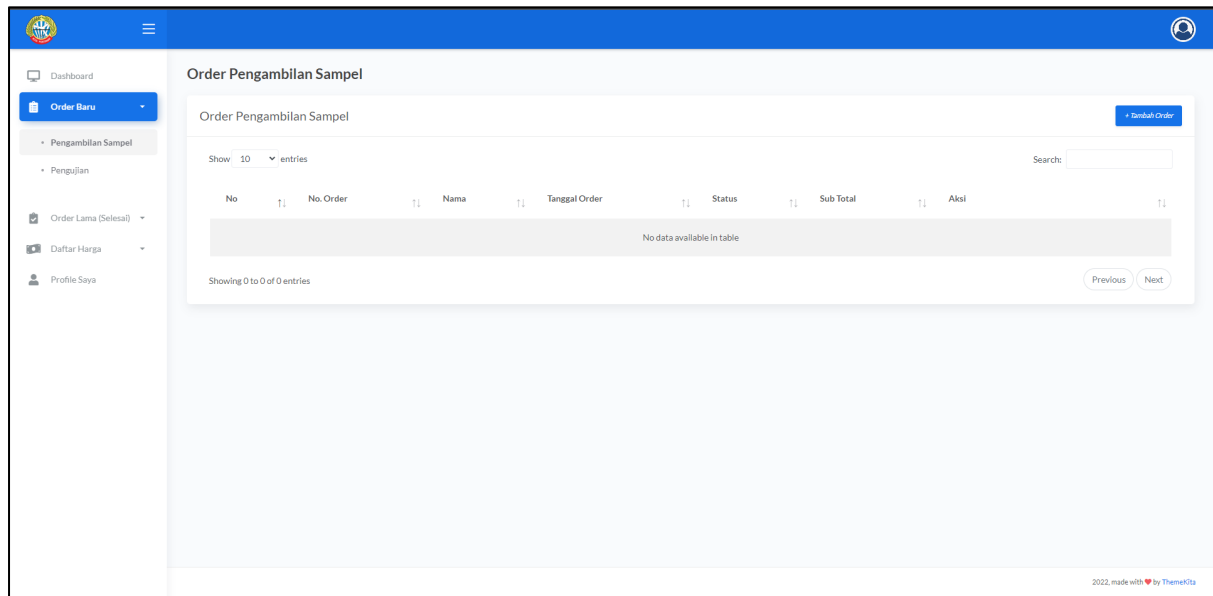 Dashboard
Order Baru
Pengambilan Sampel
Pengujian
Order Lama (Selesai)
Daftar Harga
Profile Saya
Order Pengambilan Sampel
Order Pengambilan Sampel
+ Tambah Order
Show 10 entries
Search:
No No. Order Nama Tanggal Order Status Sub Total Aksi
No data available in table
Showing 0 to 0 of 0 entries
Previous Next
2022, made with ❤ by ThemeKita